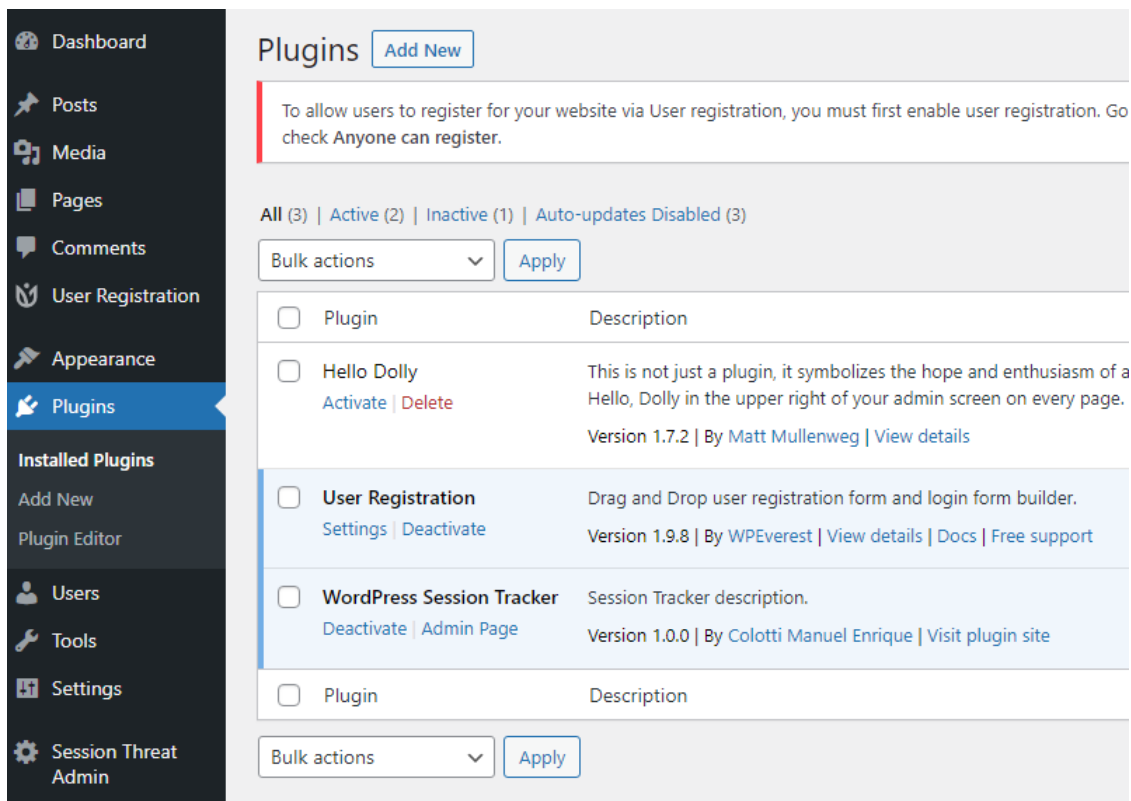 Dashboard
Posts
Media
Pages
Comments
User Registration
Appearance
Plugins
Installed Plugins
Add New
Plugin Editor
Users
Tools
Settings
Session Threat
Admin
Plugins Add New
To allow users to register for your website via User registration, you must first enable user registration. Go
check Anyone can register.
All (3) | Active (2) | Inactive (1) | Auto-updates Disabled (3)
Bulk actions Apply
Plugin Description
Hello Dolly This is not just a plugin, it symbolizes the hope and enthusiasm of a
Activate | Delete Hello, Dolly in the upper right of your admin screen on every page.
Version 1.7.2 | By Matt Mullenweg | View details
User Registration Drag and Drop user registration form and login form builder.
Settings | Deactivate Version 1.9.8 | By WPEverest | View details | Docs | Free support
WordPress Session Tracker Session Tracker description.
Deactivate | Admin Page Version 1.0.0 | By Colotti Manuel Enrique | Visit plugin site
Plugin Description
Bulk actions Apply